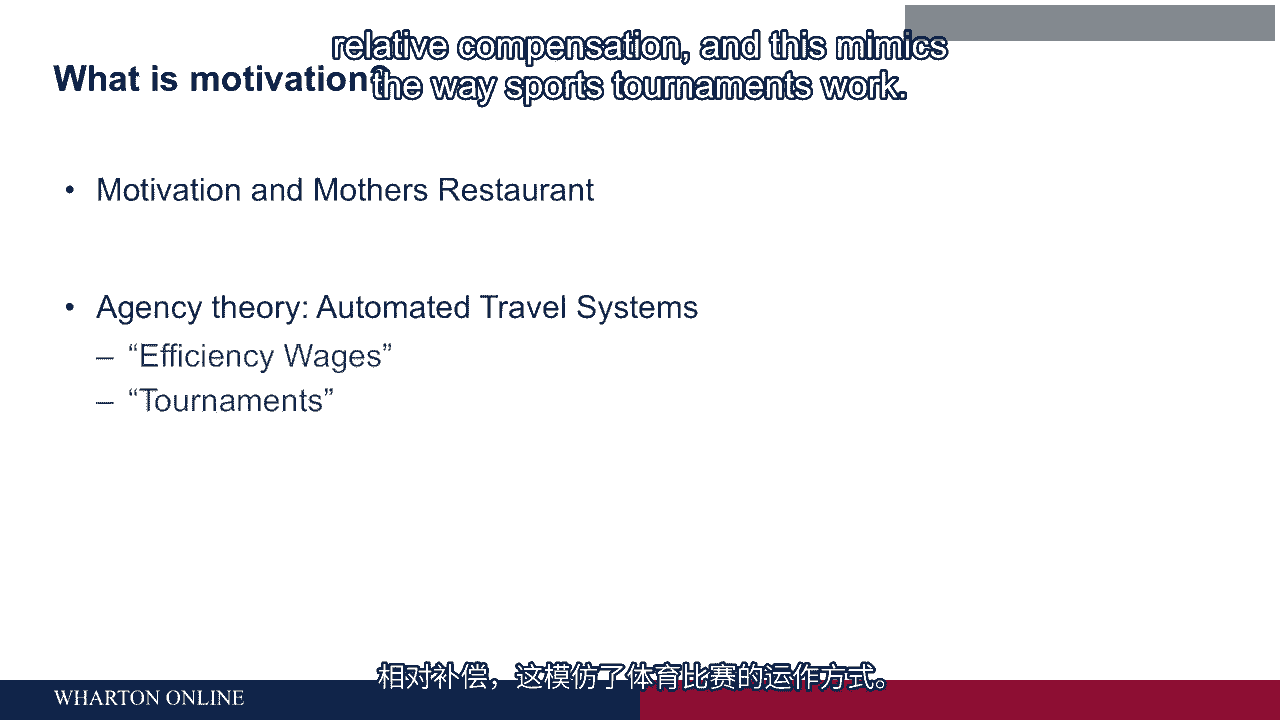 relative compensation, and this mimics
the way sports tournaments work.
What is motivation?
• Motivation and Mothers Restaurant
• Agency theory: Automated Travel Systems
– “Efficiency Wages”
– “Tournaments”
相对补偿，这模仿了体育比赛的运作方式。
WHARTON ONLINE